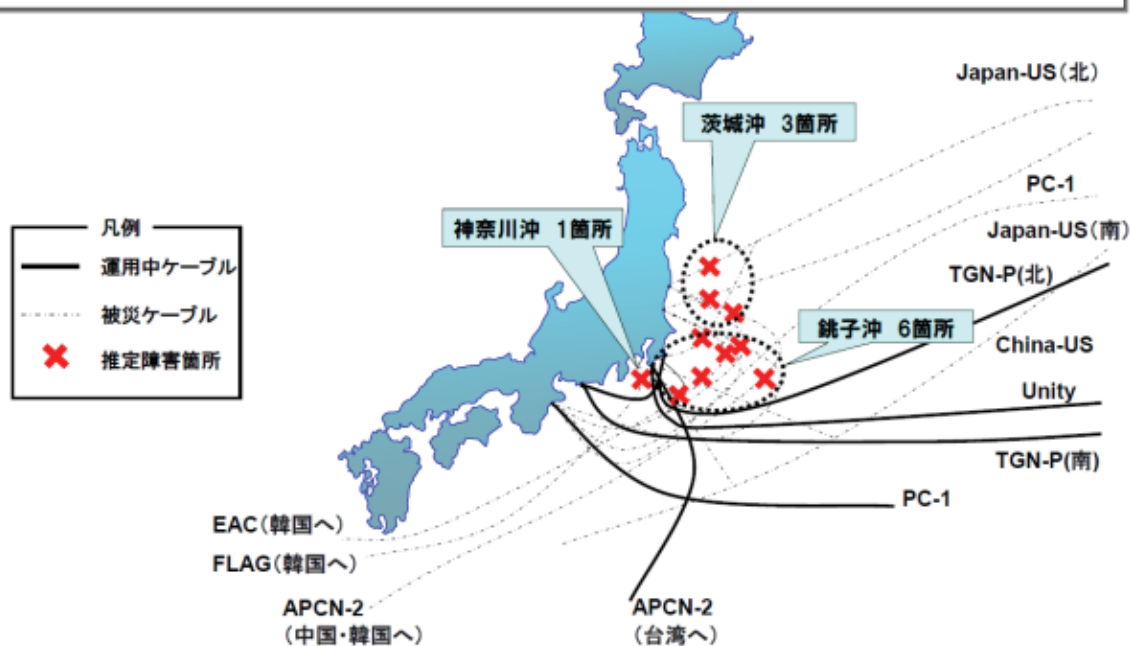 Japan-US(北)
茨城沖 3箇所
PC-1
神奈川沖 1箇所
凡例
運用中ケーブル
被災ケーブル
推定障害箇所
Japan-US(南)
TGN-P(北)
銚子沖 6箇所
China-US
Unity
TGN-P(南)
PC-1
EAC(韓国へ)
FLAG(韓国へ)
APCN-2
(中国・韓国へ)
APCN-2
(台湾へ)